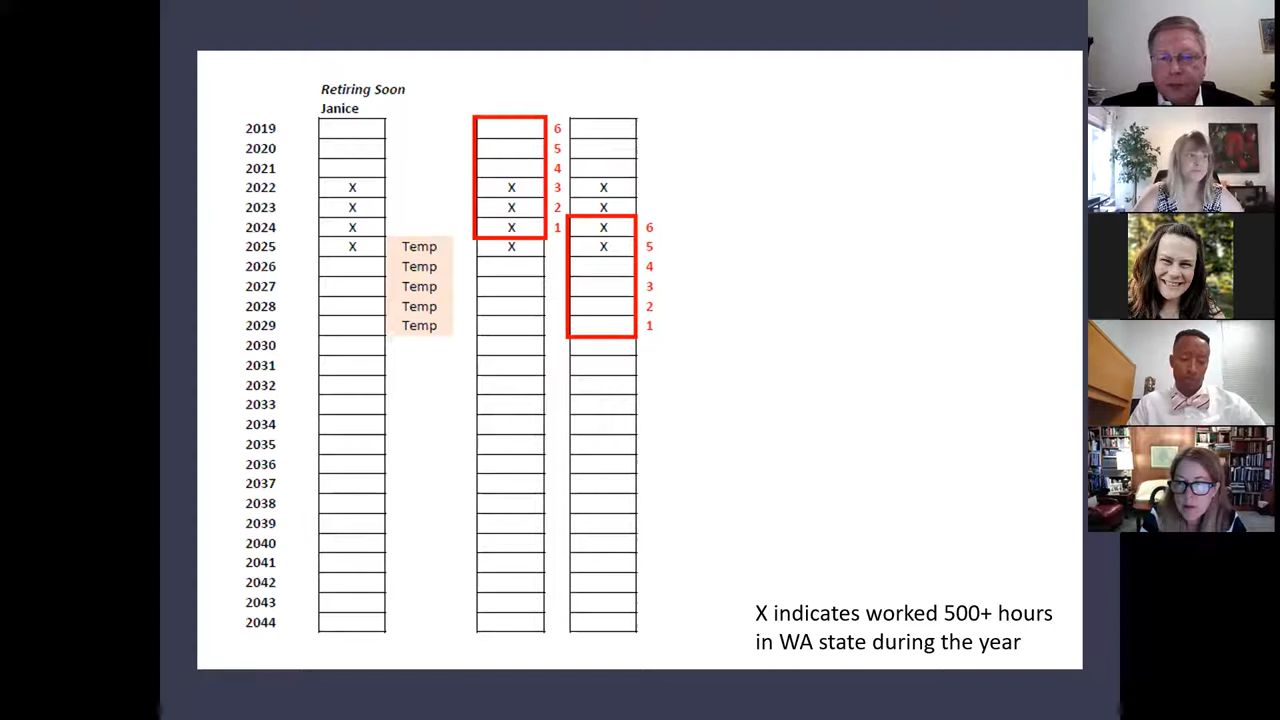 Retiring Soon
Janice
2019 6
2020 5
2021 4
2022 X X 3 X
2023 X X 2 X
2024 X X 1 X 6
2025 X Temp X X 5
2026 Temp 4
2027 Temp 3
2028 Temp 2
2029 Temp 1
2030
2031
2032
2033
2034
2035
2036
2037
2038
2039
2040
2041
2042
2043
2044
X indicates worked 500+ hours
in WA state during the year